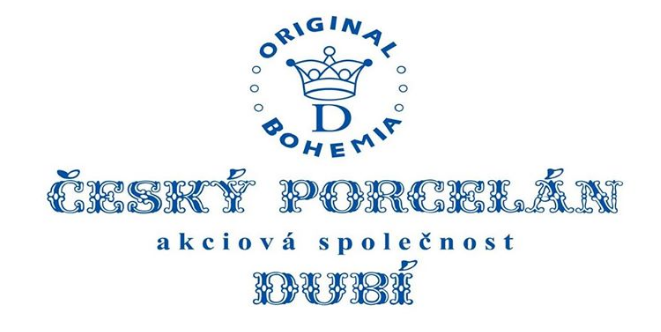 ORIGINAL
D
BOHEMIA
ČESKÝ PORCELÁN
akciová společnost
DUBÍ